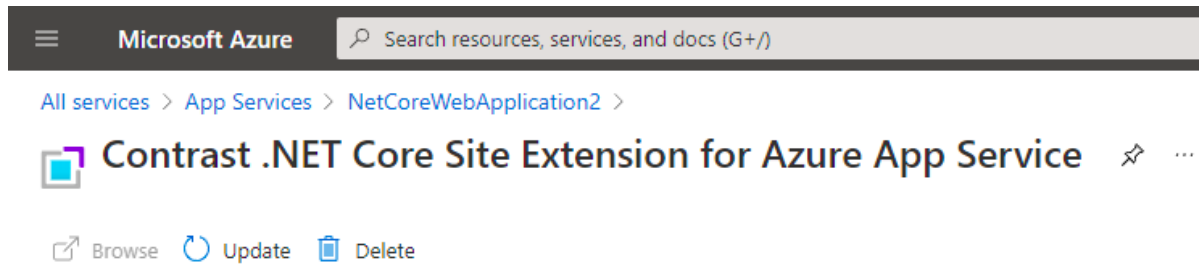 Microsoft Azure Search resources, services, and docs (G+/)
All services > App Services > NetCoreWebApplication2 >
Contrast .NET Core Site Extension for Azure App Service ...
Browse Update Delete